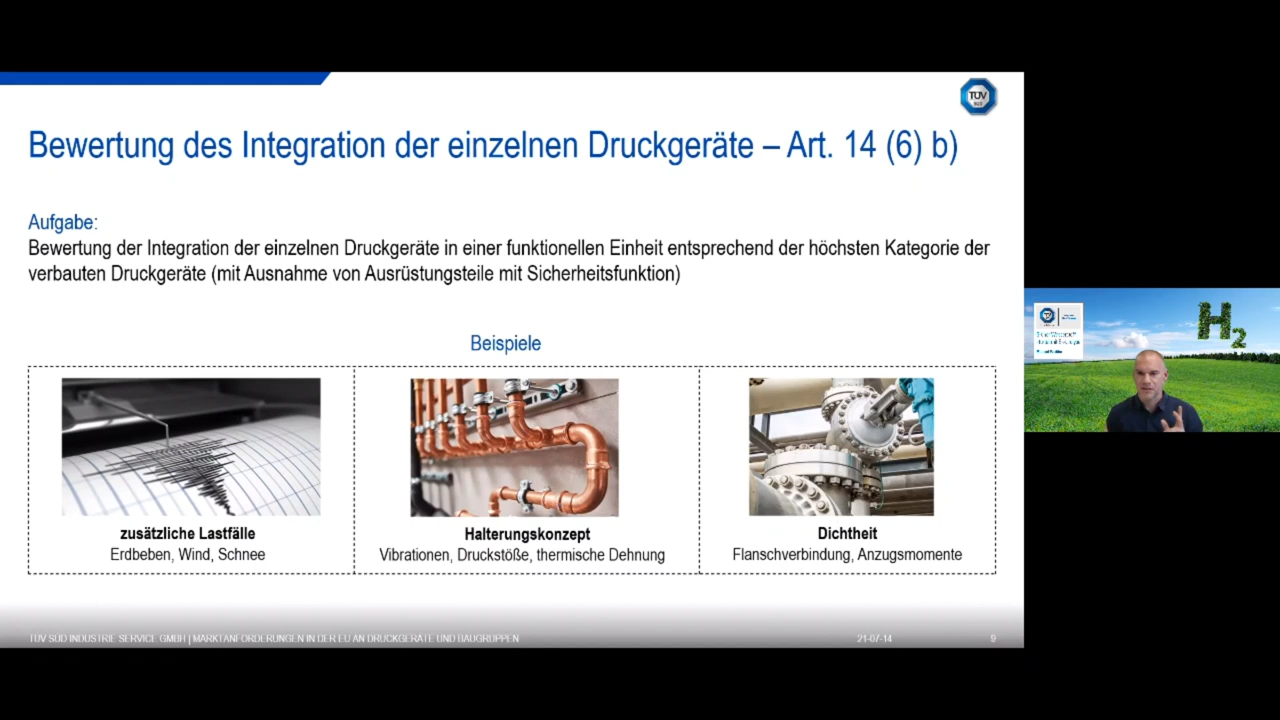 TÜV
SÜD
Bewertung des Integration der einzelnen Druckgeräte – Art. 14 (6) b)
Aufgabe:
Bewertung der Integration der einzelnen Druckgeräte in einer funktionellen Einheit entsprechend der höchsten Kategorie der
verbauten Druckgeräte (mit Ausnahme von Ausrüstungsteile mit Sicherheitsfunktion)
Beispiele
zusätzliche Lastfälle
Erdbeben, Wind, Schnee
Halterungskonzept
Vibrationen, Druckstöße, thermische Dehnung
Dichtheit
Flanschverbindung, Anzugsmomente
TÜV SÜD INDUSTRIE SERVICE GMBH | MARKTANFORDERUNGEN IN DER EU AN DRUCKGERÄTE UND BAUGRUPPEN
21-07-14
9
H2